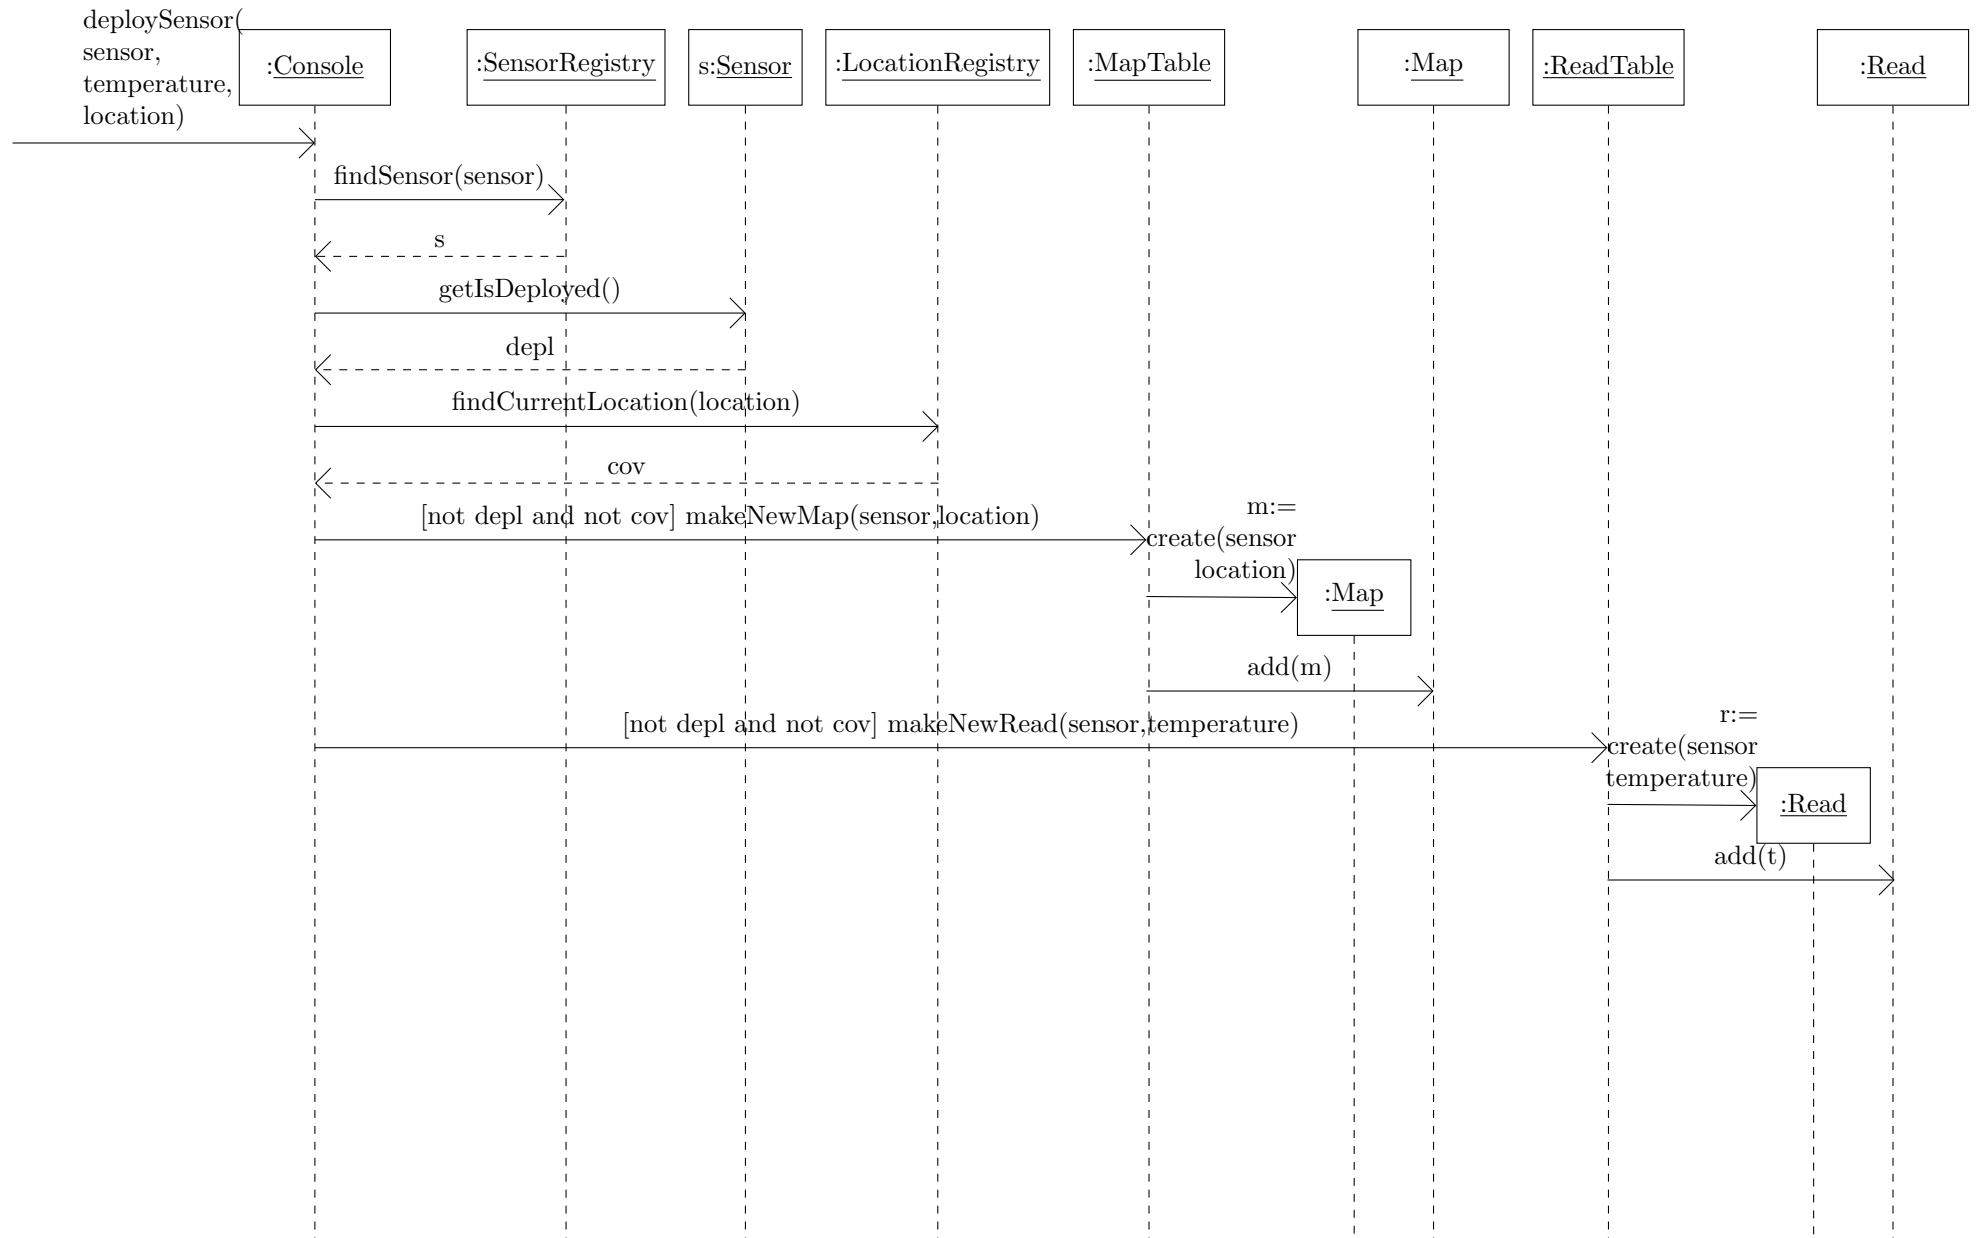 deploySensor(
sensor,
temperature,
location)
:Console
:SensorRegistry
s:Sensor
:LocationRegistry
:MapTable
:Map
:ReadTable
:Read
findSensor(sensor)
s
getIsDeployed()
depl
findCurrentLocation(location)
cov
[not depl and not cov] makeNewMap(sensor,location)
m:=
create(sensor
location)
:Map
add(m)
[not depl and not cov] makeNewRead(sensor,temperature)
r:=
create(sensor
temperature)
:Read
add(t)